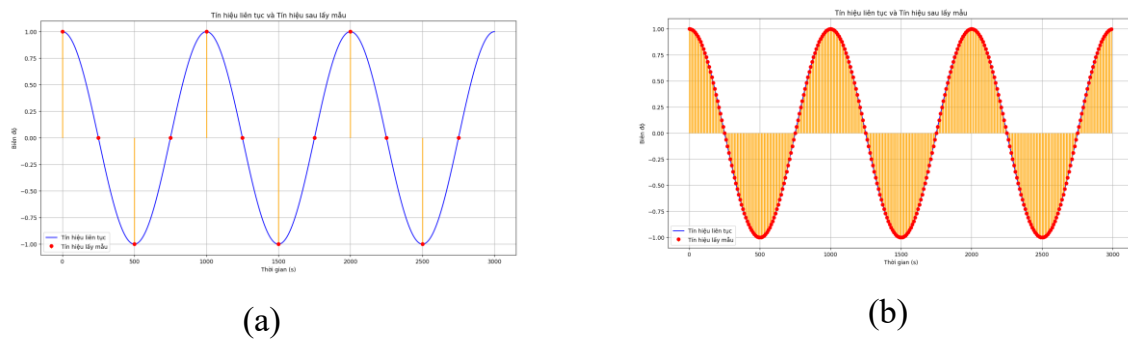 Tín hiệu liên tục và Tín hiệu sau lấy mẫu
1.00
0.75
0.50
0.25
0.00
−0.25
−0.50
−0.75
−1.00
Biên độ
Tín hiệu liên tục
Tín hiệu lấy mẫu
0 500 1000 1500 2000 2500 3000
Thời gian (s)
(a)
Tín hiệu liên tục và Tín hiệu sau lấy mẫu
1.00
0.75
0.50
0.25
0.00
−0.25
−0.50
−0.75
−1.00
Biên độ
Tín hiệu liên tục
Tín hiệu lấy mẫu
0 500 1000 1500 2000 2500 3000
Thời gian (s)
(b)